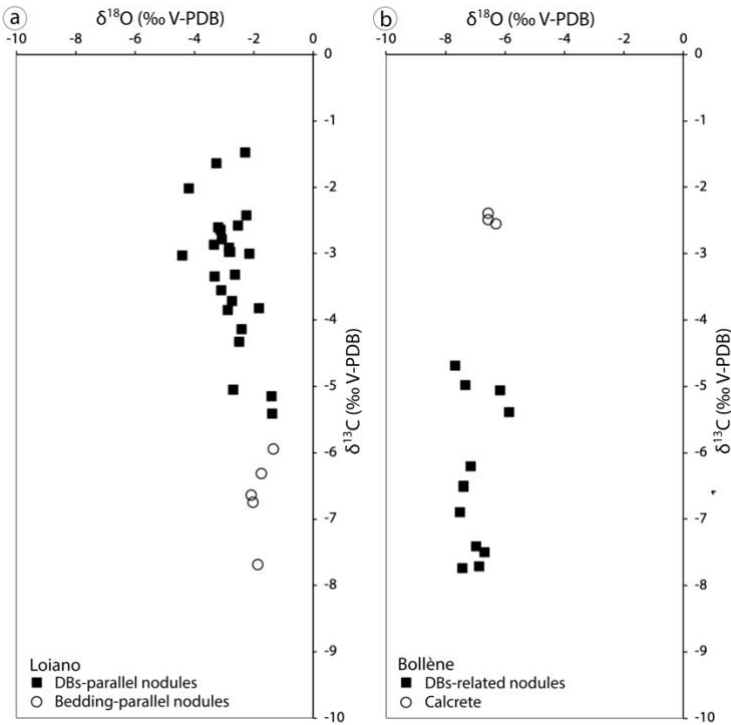 a
δ¹⁸O (‰ V-PDB)
-10 -8 -6 -4 -2 0
0
-1
-2
-3
-4
-5
-6
-7
-8
-9
-10
δ¹³C (‰ V-PDB)
Loiano
DBs-parallel nodules
Bedding-parallel nodules
b
δ¹⁸O (‰ V-PDB)
-10 -8 -6 -4 -2 0
0
-1
-2
-3
-4
-5
-6
-7
-8
-9
-10
δ¹³C (‰ V-PDB)
Bollène
DBs-related nodules
Calcrete